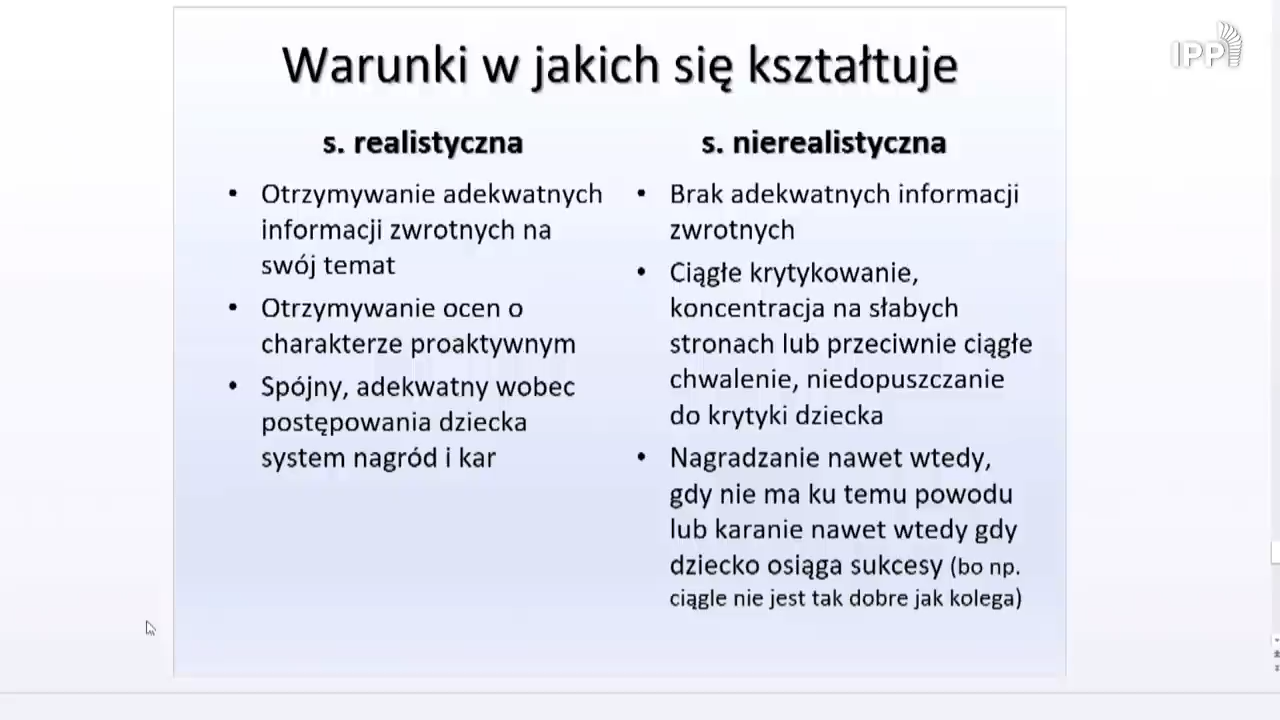 Warunki w jakich się kształtuje
IPP
s. realistyczna
• Otrzymywanie adekwatnych
informacji zwrotnych na
swój temat
• Otrzymywanie ocen o
charakterze proaktywnym
• Spójny, adekwatny wobec
postępowania dziecka
system nagród i kar
s. nierealistyczna
• Brak adekwatnych informacji
zwrotnych
• Ciągłe krytykowanie,
koncentracja na słabych
stronach lub przeciwnie ciągłe
chwalenie, niedopuszczanie
do krytyki dziecka
• Nagradzanie nawet wtedy,
gdy nie ma ku temu powodu
lub karanie nawet wtedy gdy
dziecko osiąga sukcesy (bo np.
ciągle nie jest tak dobre jak kolega)